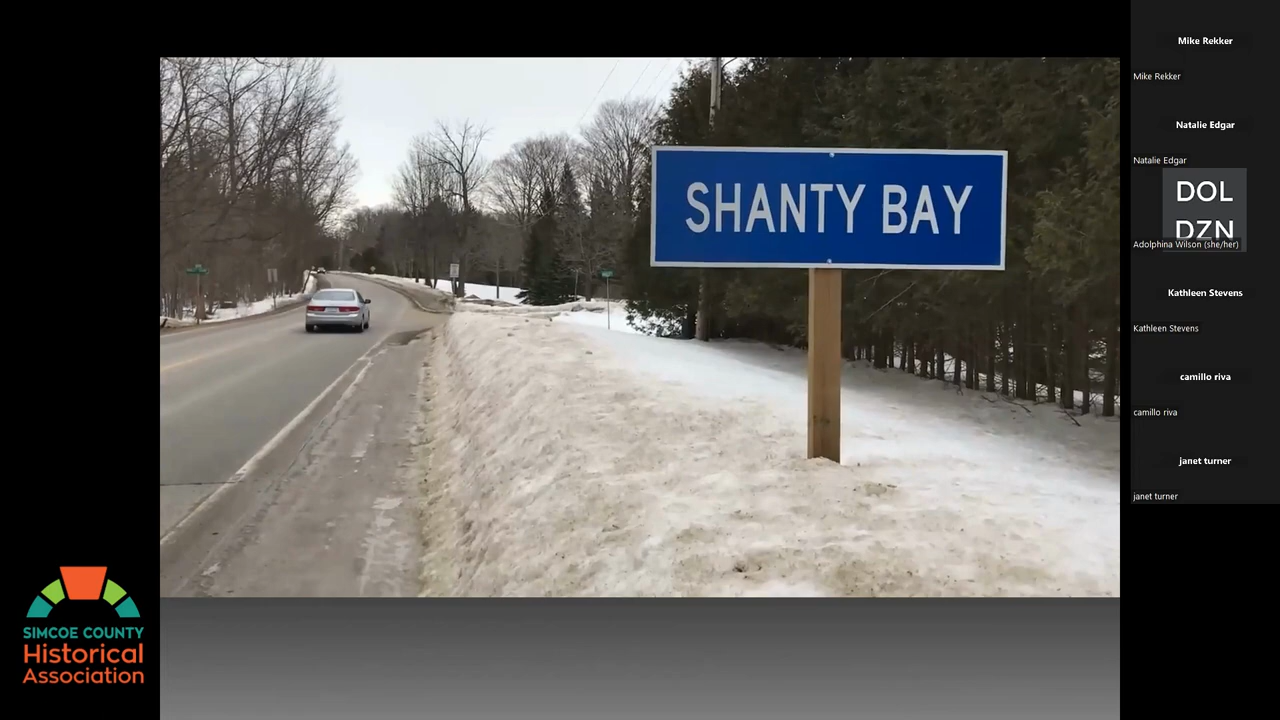 SHANTY BAY
SIMCOE COUNTY
Historical
Association
Mike Rekker
Mike Rekker
Natalie Edgar
Natalie Edgar
DOL
DZN
Adolphina Wilson (she/her)
Kathleen Stevens
Kathleen Stevens
camillo riva
camillo riva
janet turner
janet turner